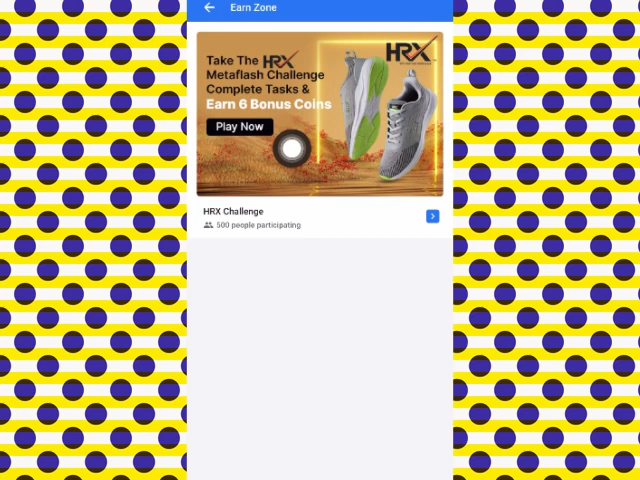 Earn Zone
HRX
Take The HRX
Metaflash Challenge
Complete Tasks &
Earn 6 Bonus Coins
Play Now
HRX Challenge
500 people participating